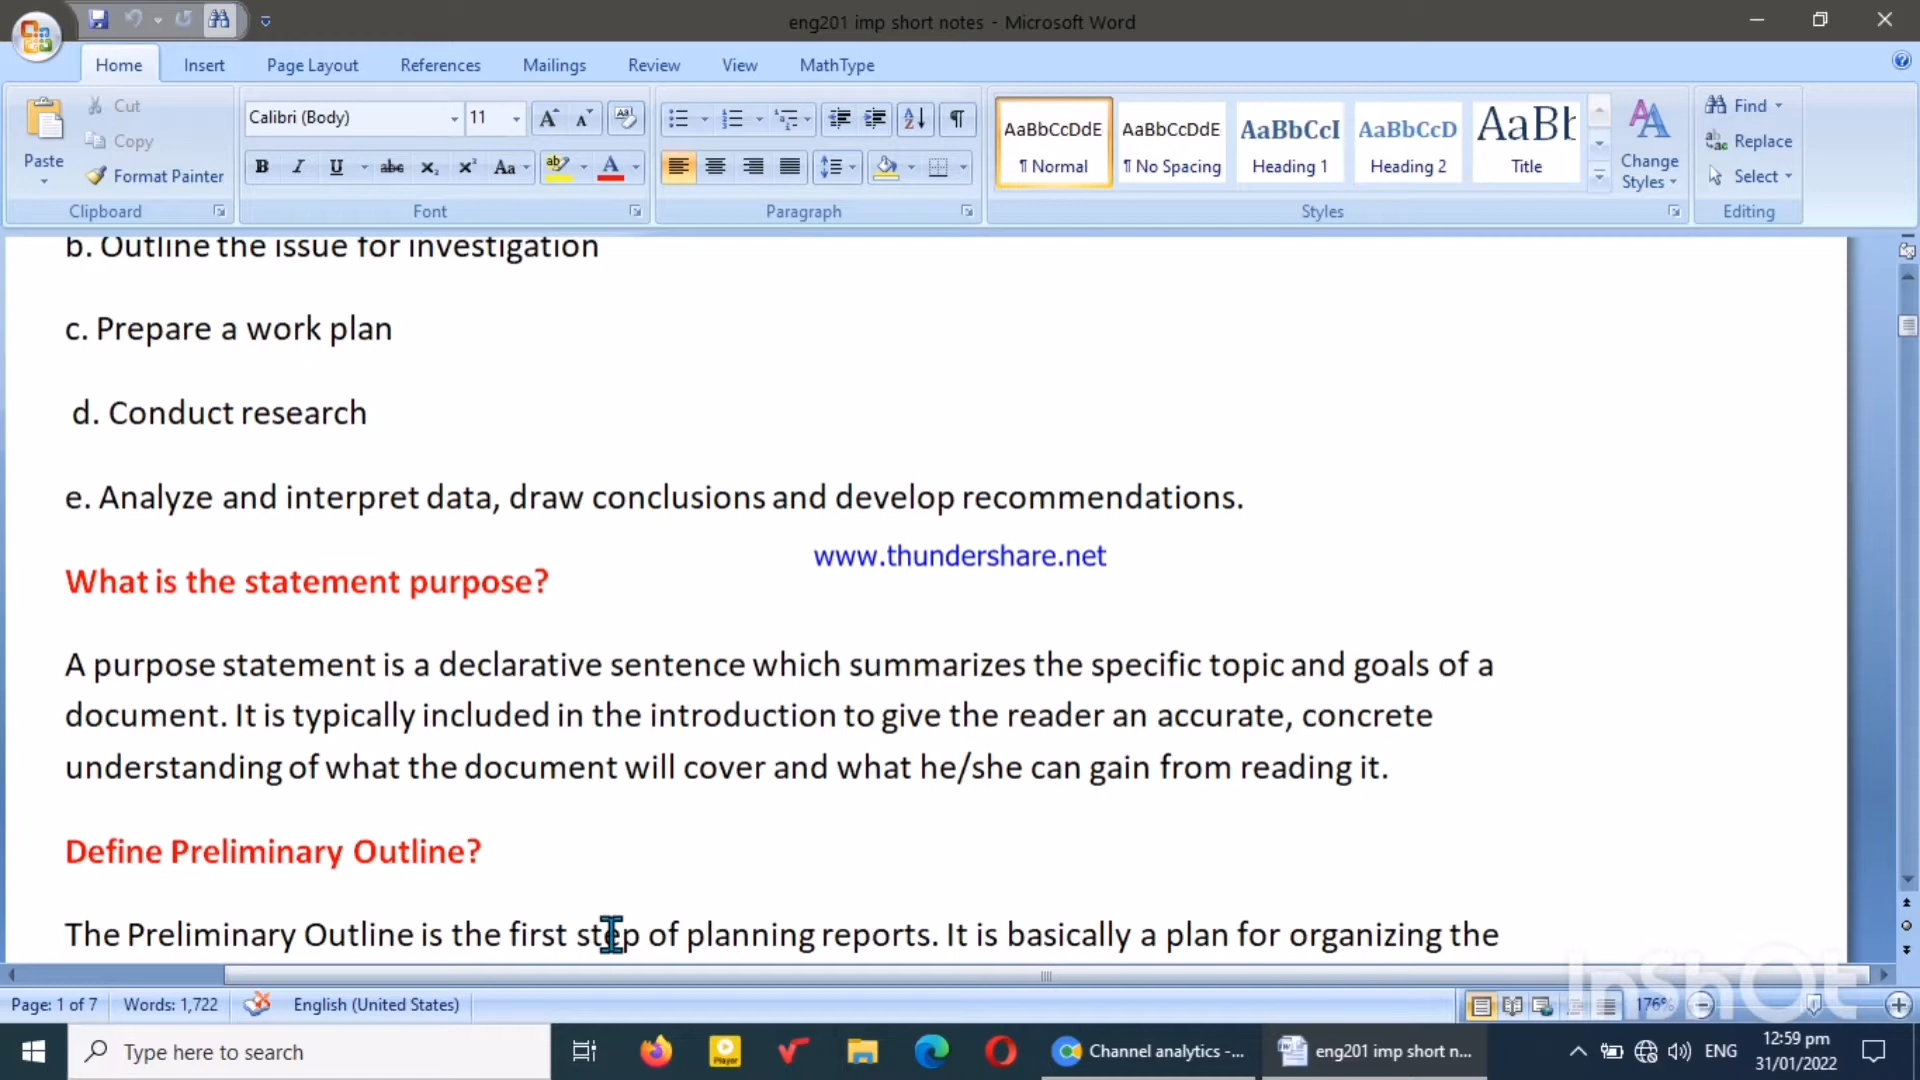 eng201 imp short notes - Microsoft Word
Home Insert Page Layout References Mailings Review View MathType
Paste
Cut
Copy
Format Painter
Clipboard
Calibri (Body) 11
B I U abc X₂ X² Aa
Font
Paragraph
AaBbCcDdE AaBbCcDdE AaBbCcI AaBbCcD AaBb
¶ Normal ¶ No Spacing Heading 1 Heading 2 Title
Change
Styles
Styles
Find
Replace
Select
Editing
b. Outline the issue for investigation
c. Prepare a work plan
d. Conduct research
e. Analyze and interpret data, draw conclusions and develop recommendations.
www.thundershare.net
What is the statement purpose?
A purpose statement is a declarative sentence which summarizes the specific topic and goals of a
document. It is typically included in the introduction to give the reader an accurate, concrete
understanding of what the document will cover and what he/she can gain from reading it.
Define Preliminary Outline?
The Preliminary Outline is the first step of planning reports. It is basically a plan for organizing the
InShOt
Page: 1 of 7 Words: 1,722 English (United States) 176%
Type here to search
Player
Channel analytics -...
eng201 imp short n...
ENG
12:59 pm
31/01/2022